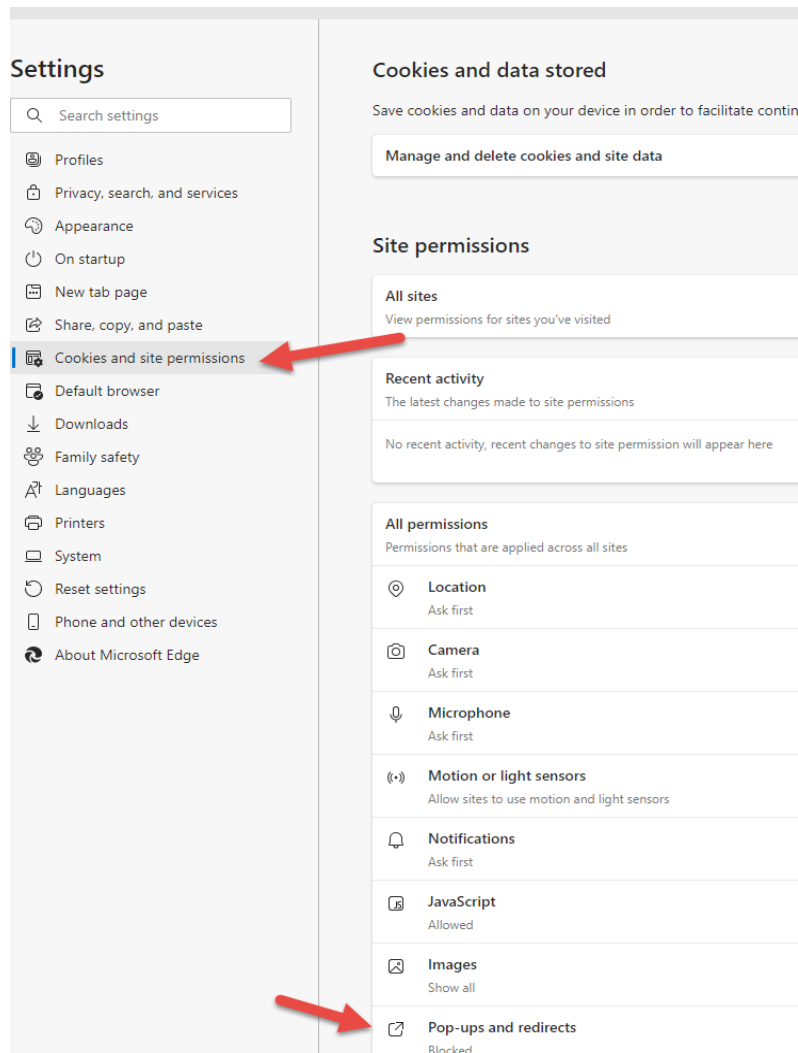 Settings
Search settings
Profiles
Privacy, search, and services
Appearance
On startup
New tab page
Share, copy, and paste
Cookies and site permissions
Default browser
Downloads
Family safety
Languages
Printers
System
Reset settings
Phone and other devices
About Microsoft Edge
Cookies and data stored
Save cookies and data on your device in order to facilitate contin
Manage and delete cookies and site data
Site permissions
All sites
View permissions for sites you've visited
Recent activity
The latest changes made to site permissions
No recent activity, recent changes to site permission will appear here
All permissions
Permissions that are applied across all sites
Location
Ask first
Camera
Ask first
Microphone
Ask first
Motion or light sensors
Allow sites to use motion and light sensors
Notifications
Ask first
JS
JavaScript
Allowed
Images
Show all
Pop-ups and redirects
Blocked